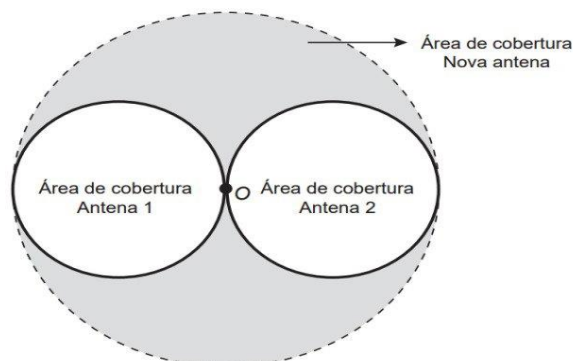 Área de cobertura
Nova antena
Área de cobertura
Antena 1
O
Área de cobertura
Antena 2